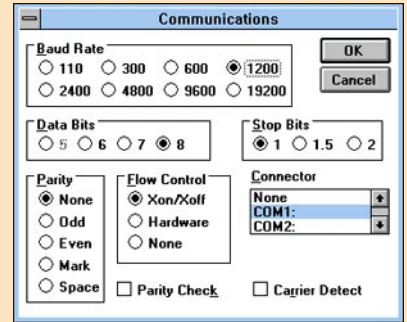 Communications
Baud Rate
110 300 600 1200
2400 4800 9600 19200
OK
Cancel
Data Bits
5 6 7 8
Stop Bits
1 1.5 2
Parity
None
Odd
Even
Mark
Space
Flow Control
Xon/Xoff
Hardware
None
Connector
None
COM1:
COM2:
Parity Check
Carrier Detect